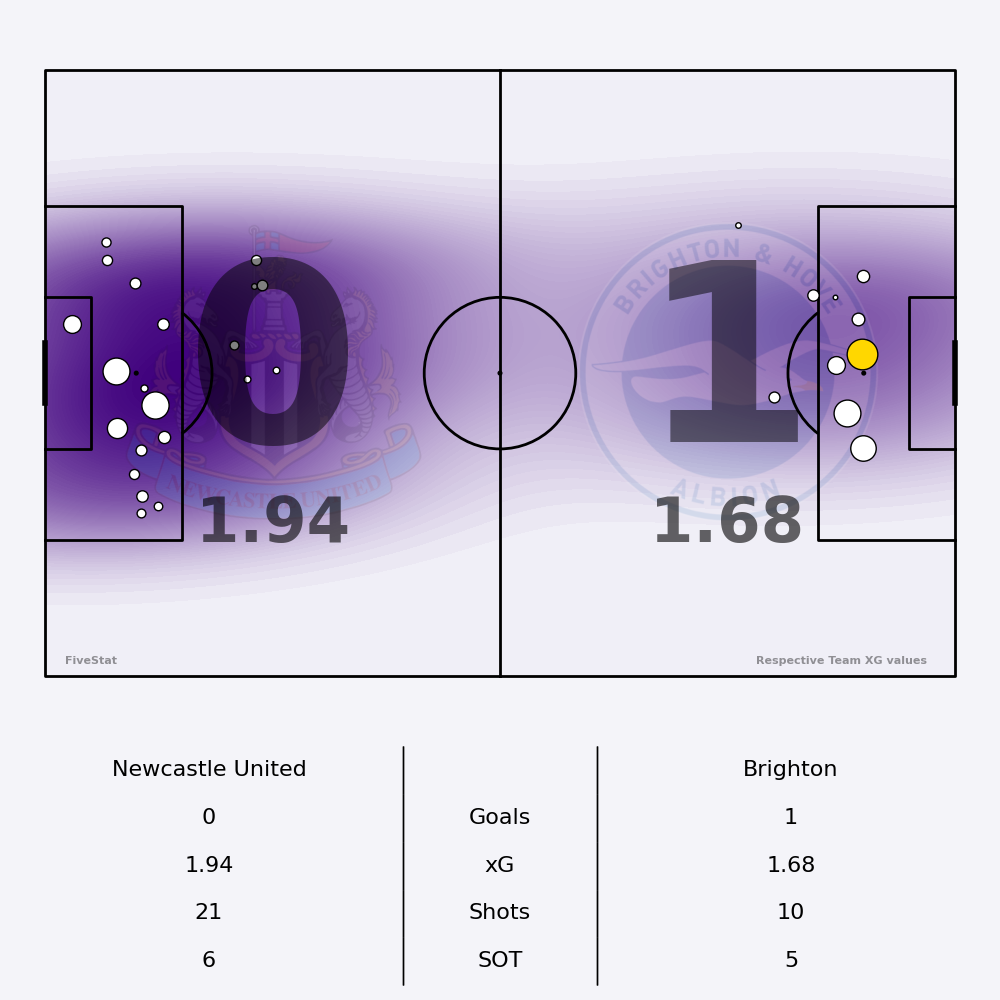 BRIGHTON & HOVE
ALBION
NEWCASTLE UNITED
0
1
1.94
1.68
FiveStat
Respective Team XG values
Newcastle United
Brighton
0
Goals
1
1.94
xG
1.68
21
Shots
10
6
SOT
5